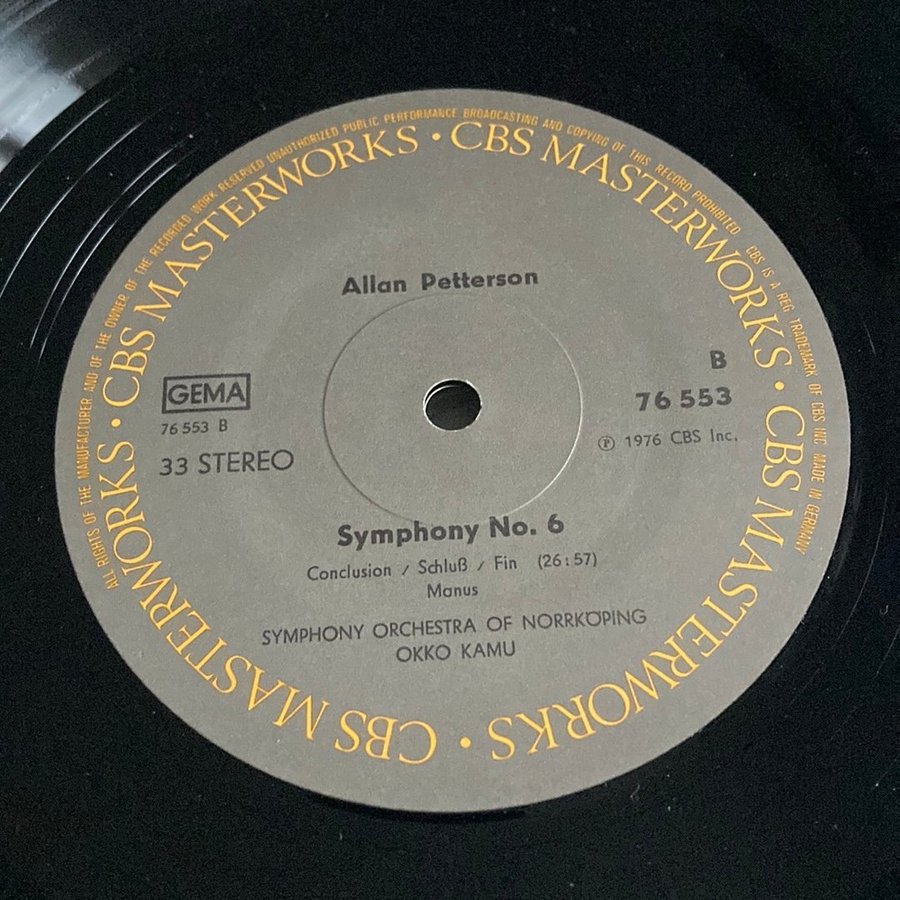 ALL RIGHTS OF THE MANUFACTURER AND OF THE OWNER OF THE RECORDED WORK RESERVED UNAUTHORIZED PUBLIC PERFORMANCE BROADCASTING AND COPYING OF THIS RECORD PROHIBITED CBS IS A REG TRADEMARK OF CBS INC MADE IN GERMANY
CBS MASTERWORKS • CBS MASTERWORKS • CBS MASTERWORKS • CBS MASTERWORKS •
Allan Petterson
GEMA
76 553 B
33 STEREO
B
76 553
Ⓟ 1976 CBS Inc.
Symphony No. 6
Conclusion / Schluß / Fin (26:57)
Manus
SYMPHONY ORCHESTRA OF NORRKÖPING
OKKO KAMU